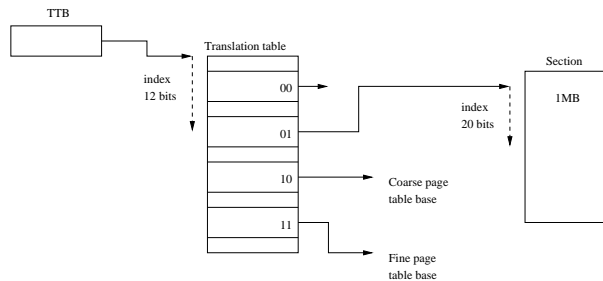 TTB
Translation table
index
12 bits
00
01
10
11
Coarse page
table base
Fine page
table base
index
20 bits
Section
1MB